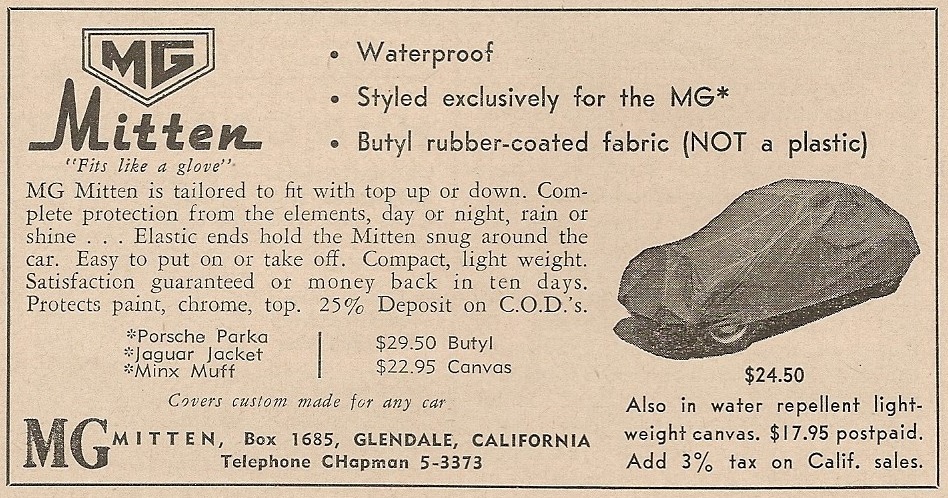 MG
Mitten
"Fits like a glove"
• Waterproof
• Styled exclusively for the MG*
• Butyl rubber-coated fabric (NOT a plastic)
MG Mitten is tailored to fit with top up or down. Com-
plete protection from the elements, day or night, rain or
shine . . . Elastic ends hold the Mitten snug around the
car. Easy to put on or take off. Compact, light weight.
Satisfaction guaranteed or money back in ten days.
Protects paint, chrome, top. 25% Deposit on C.O.D.'s.
*Porsche Parka
*Jaguar Jacket
*Minx Muff
$29.50 Butyl
$22.95 Canvas
Covers custom made for any car
MG MITTEN, Box 1685, GLENDALE, CALIFORNIA
Telephone CHapman 5-3373
$24.50
Also in water repellent light-
weight canvas. $17.95 postpaid.
Add 3% tax on Calif. sales.